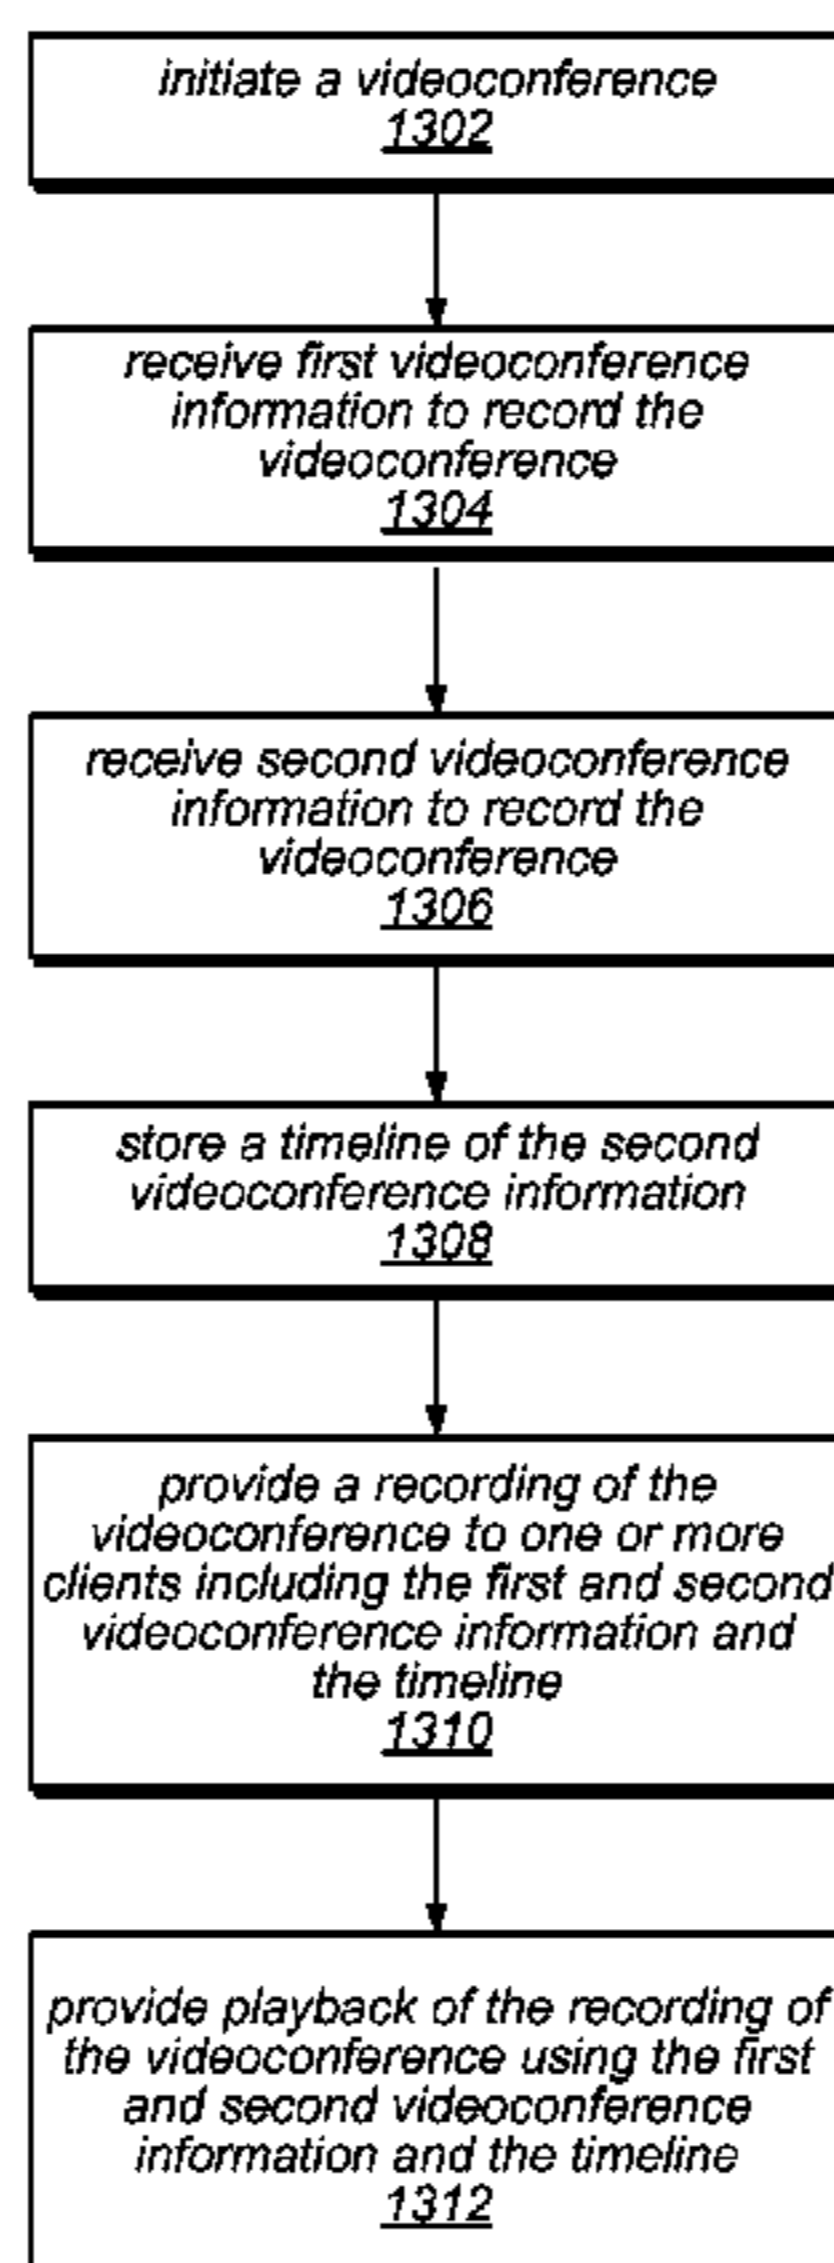 initiate a videoconference
1302
receive first videoconference
information to record the
videoconference
1304
receive second videoconference
information to record the
videoconference
1306
store a timeline of the second
videoconference information
1308
provide a recording of the
videoconference to one or more
clients including the first and second
videoconference information and
the timeline
1310
provide playback of the recording of
the videoconference using the first
and second videoconference
information and the timeline
1312